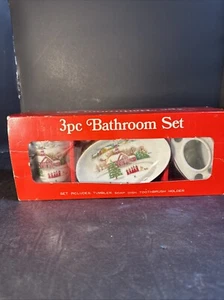 3pc Bathroom Set
SET INCLUDES TUMBLER SOAP DISH TOOTHBRUSH HOLDER